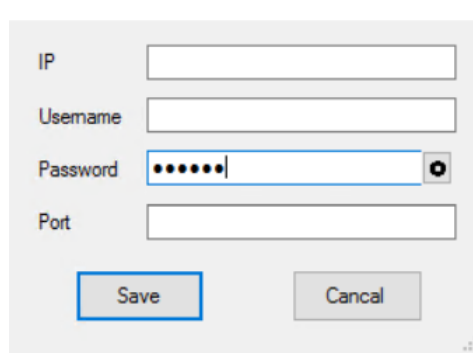 IP
Username
Password ••••••
Port
Save Cancal